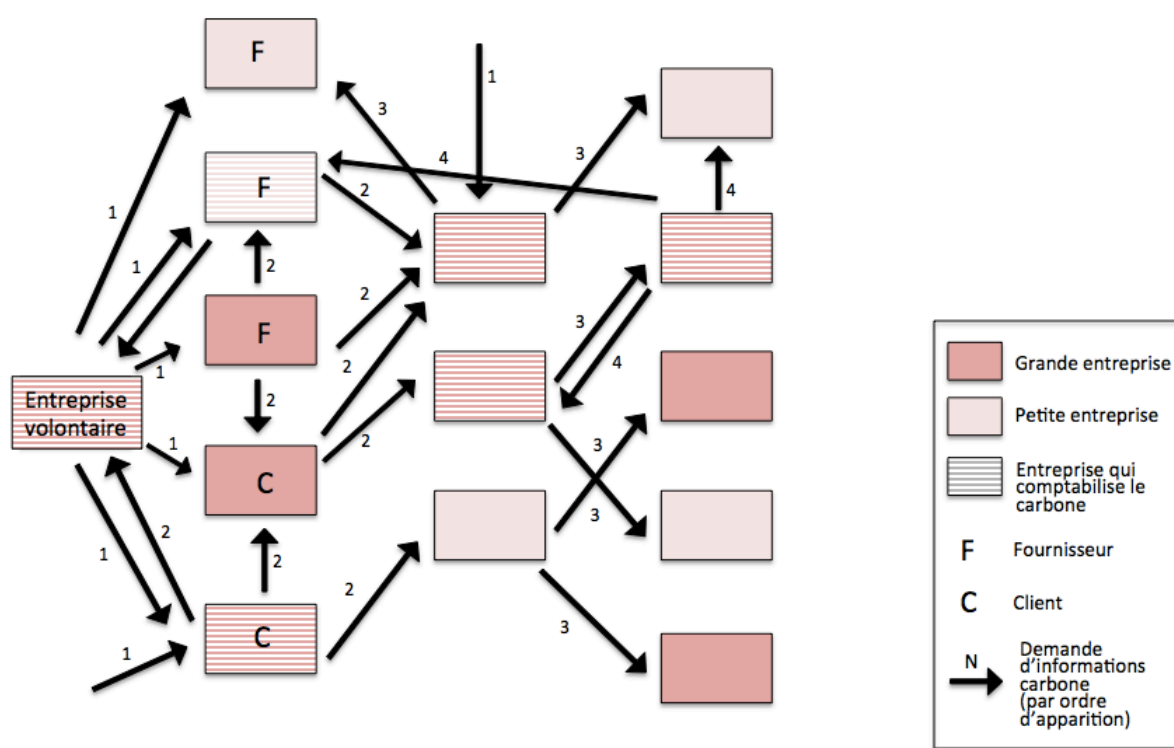 F
1
3
3
4
F
2
4
1
1
2
F
2
3
1
2
2
4
Entreprise
volontaire
1
C
2
3
3
2
1
2
2
C
3
1
Grande entreprise
Petite entreprise
Entreprise qui
comptabilise le
carbone
F Fournisseur
C Client
N Demande
d'informations
carbone
(par ordre
d'apparition)